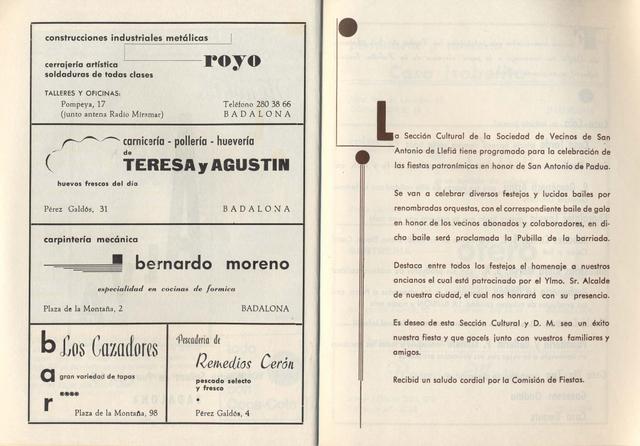 construcciones industriales metálicas
royo
cerrajería artística
soldaduras de todas clases
TALLERES Y OFICINAS:
Pompeya, 17
(junto antena Radio Miramar)
Teléfono 280 38 66
BADALONA
carnicería - pollería - huevería
de
TERESA y AGUSTIN
huevos frescos del día
Pérez Galdós, 31
BADALONA
carpintería mecánica
bernardo moreno
especialidad en cocinas de formica
Plaza de la Montaña, 2
BADALONA
bar
Los Cazadores
gran variedad de tapas
Plaza de la Montaña, 98
Pescadería de
Remedios Cerón
pescado selecto
y fresco
Pérez Galdós, 4
La Sección Cultural de la Sociedad de Vecinos de San
Antonio de Llefiá tiene programado para la celebración de
las fiestas patronímicas en honor de San Antonio de Padua.
Se van a celebrar diversos festejos y lucidos bailes por
renombradas orquestas, con el correspondiente baile de gala
en honor de los vecinos abonados y colaboradores, en di-
cho baile será proclamada la Pubilla de la barriada.
Destaca entre todos los festejos el homenaje a nuestros
ancianos el cual está patrocinado por el Ylmo. Sr. Alcalde
de nuestra ciudad, el cual nos honrará con su presencia.
Es deseo de esta Sección Cultural y D. M. sea un éxito
nuestra fiesta y que gocéis junto con vuestros familiares y
amigos.
Recibid un saludo cordial por la Comisión de Fiestas.